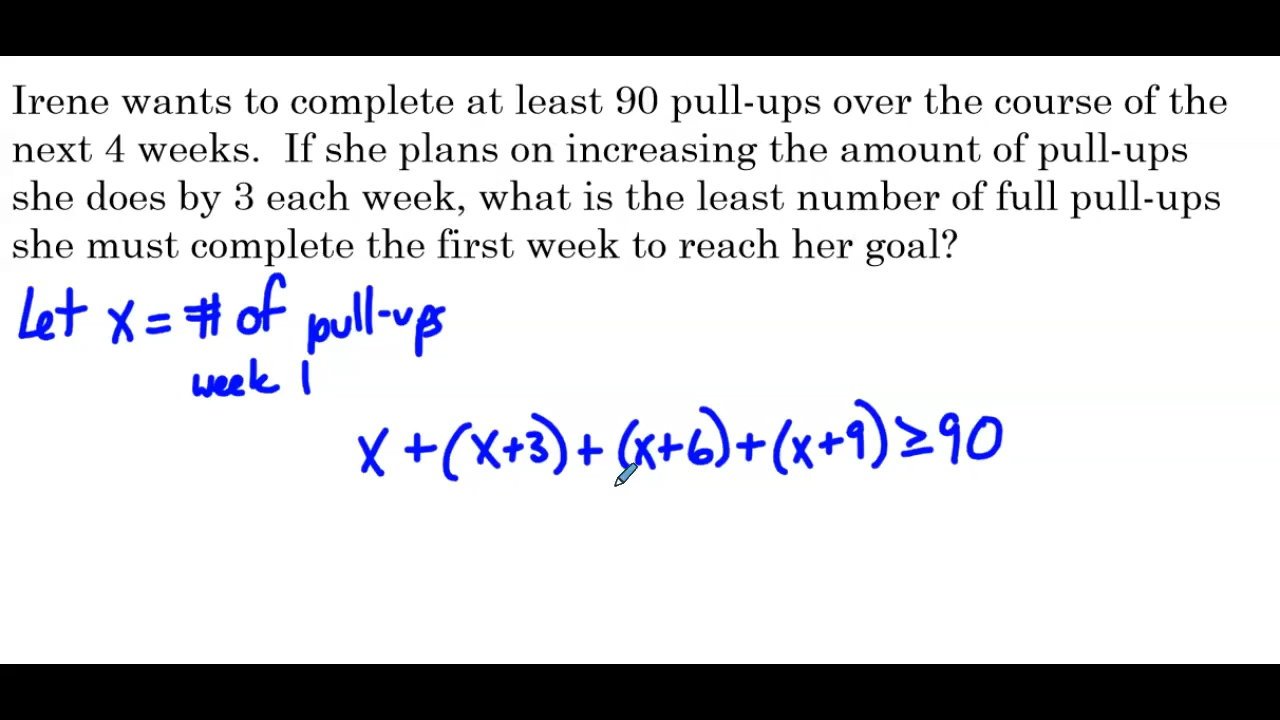 Irene wants to complete at least 90 pull-ups over the course of the
next 4 weeks. If she plans on increasing the amount of pull-ups
she does by 3 each week, what is the least number of full pull-ups
she must complete the first week to reach her goal?
Let x = # of pull-ups
week 1
x + (x+3) + (x+6) + (x+9) ≥ 90